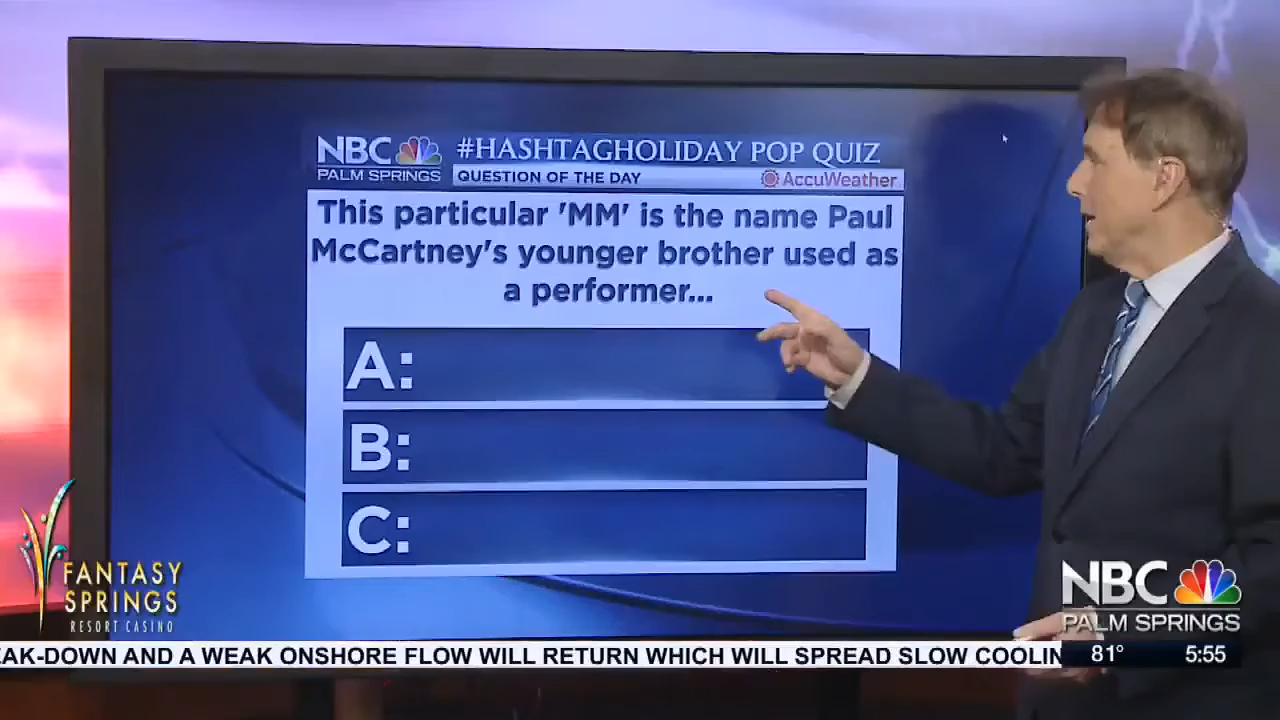 NBC
PALM SPRINGS
#HASHTAGHOLIDAY POP QUIZ
QUESTION OF THE DAY
AccuWeather
This particular 'MM' is the name Paul
McCartney's younger brother used as
a performer...
A:
B:
C:
FANTASY
SPRINGS
RESORT CASINO
NBC
PALM SPRINGS
EAK-DOWN AND A WEAK ONSHORE FLOW WILL RETURN WHICH WILL SPREAD SLOW COOLIN
81° 5:55